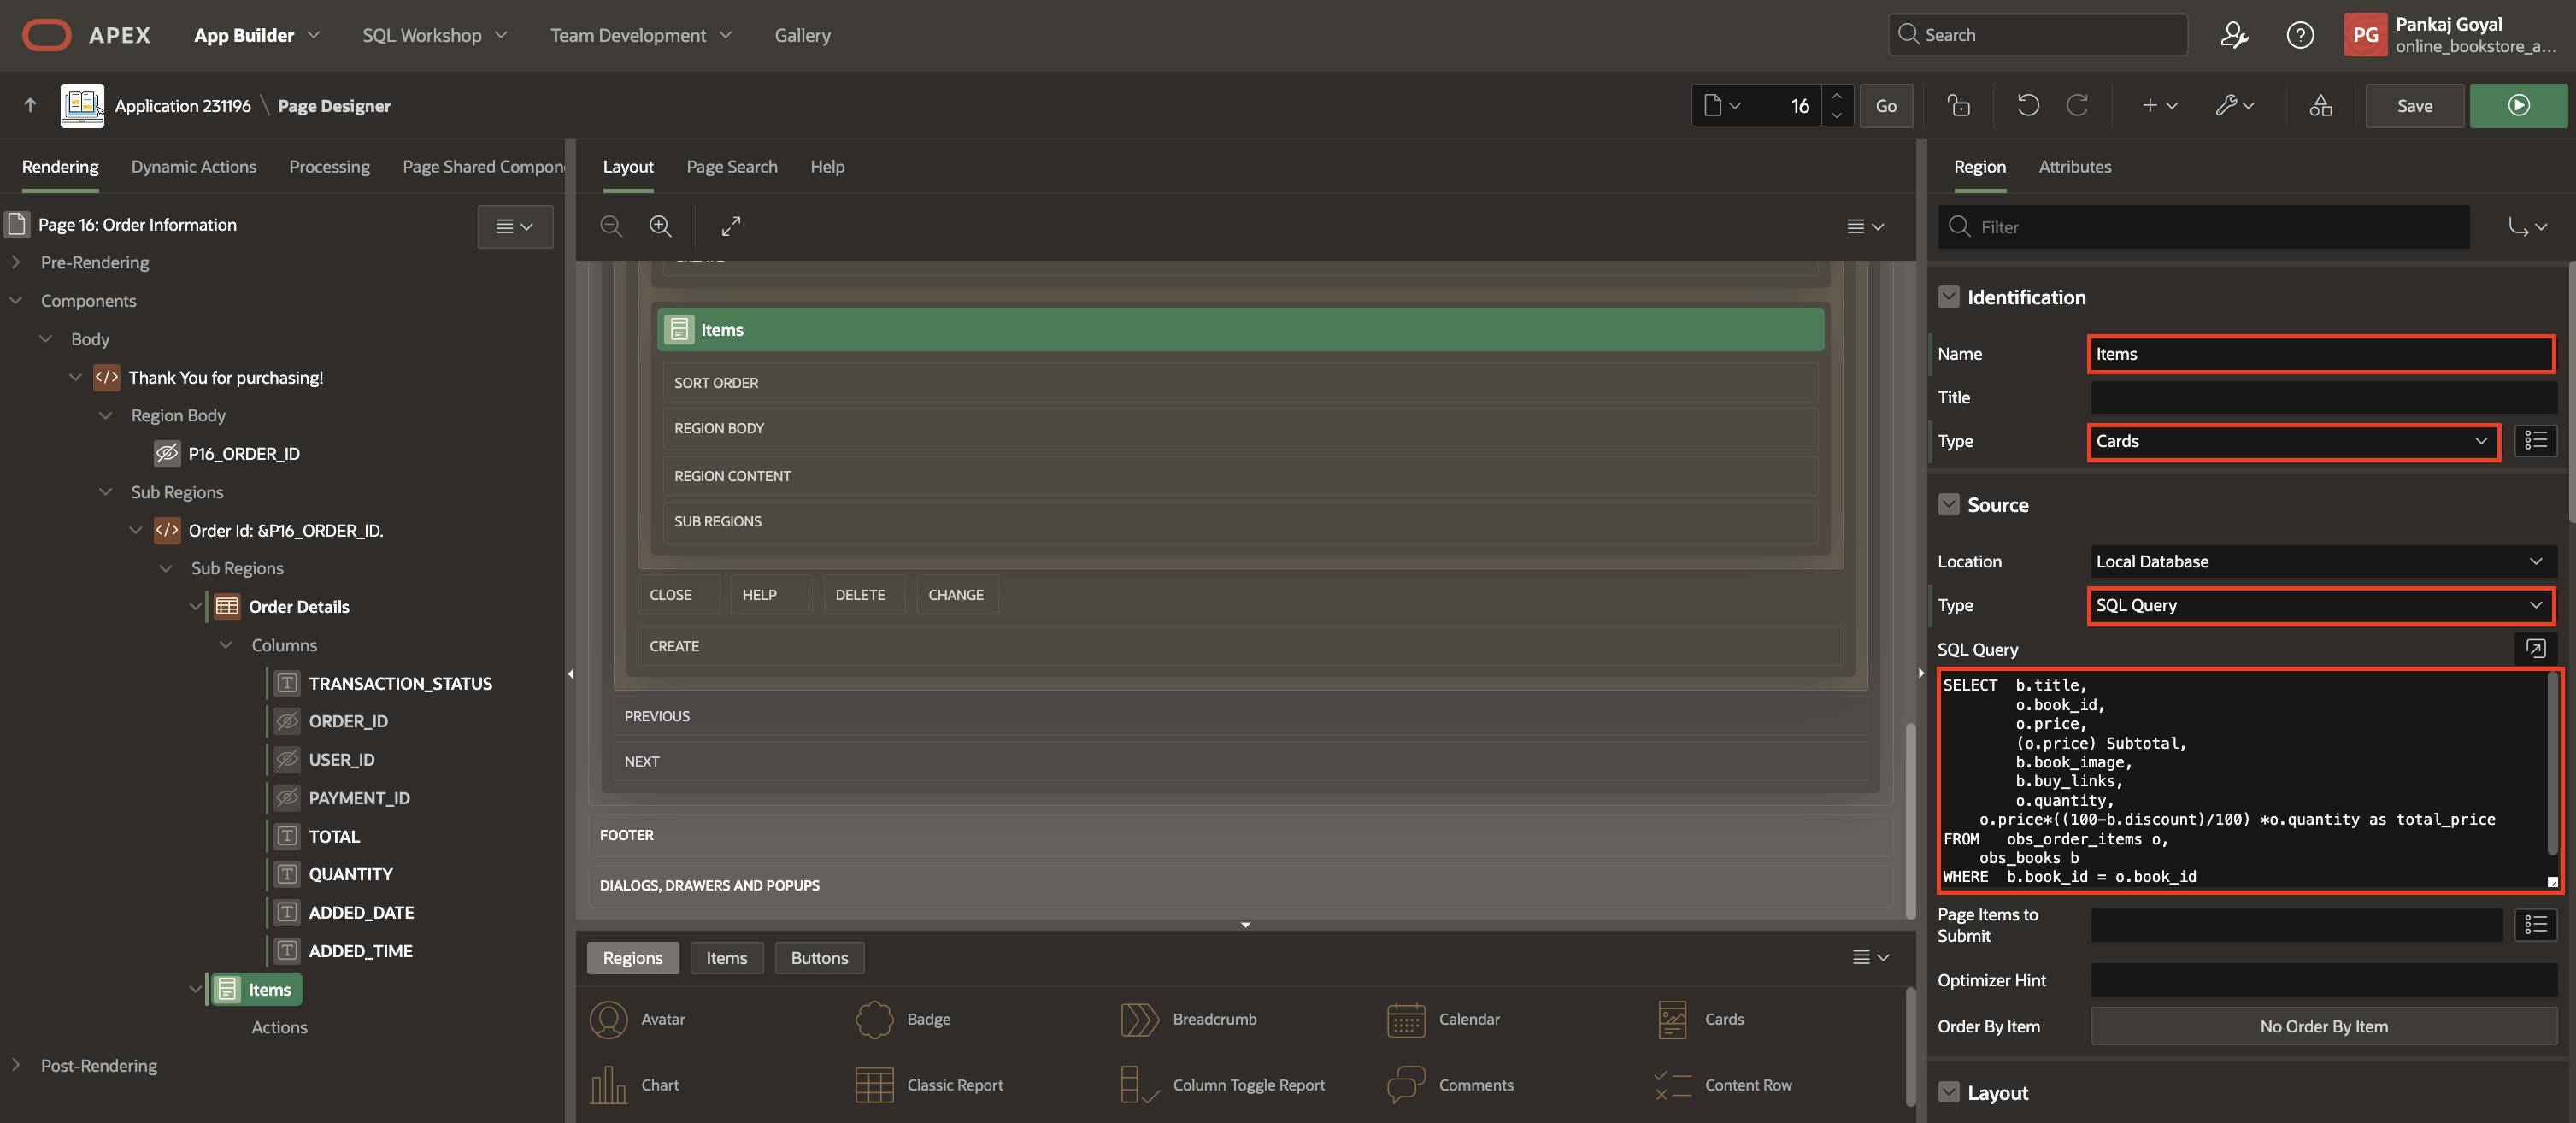 APEX
App Builder
SQL Workshop
Team Development
Gallery
Search
PG
Pankaj Goyal
online_bookstore_a...
Application 231196 \ Page Designer
16
Go
Save
Rendering
Dynamic Actions
Processing
Page Shared Compon
Page 16: Order Information
Pre-Rendering
Components
Body
Thank You for purchasing!
Region Body
P16_ORDER_ID
Sub Regions
Order Id: &P16_ORDER_ID.
Sub Regions
Order Details
Columns
TRANSACTION_STATUS
ORDER_ID
USER_ID
PAYMENT_ID
TOTAL
QUANTITY
ADDED_DATE
ADDED_TIME
Items
Actions
Post-Rendering
Layout
Page Search
Help
Items
SORT ORDER
REGION BODY
REGION CONTENT
SUB REGIONS
CLOSE
HELP
DELETE
CHANGE
CREATE
PREVIOUS
NEXT
FOOTER
DIALOGS, DRAWERS AND POPUPS
Regions
Items
Buttons
Avatar
Badge
Breadcrumb
Calendar
Cards
Chart
Classic Report
Column Toggle Report
Comments
Content Row
Region
Attributes
Filter
Identification
Name
Items
Title
Type
Cards
Source
Location
Local Database
Type
SQL Query
SQL Query
SELECT  b.title,
o.book_id,
o.price,
(o.price) Subtotal,
b.book_image,
b.buy_links,
o.quantity,
o.price*((100-b.discount)/100) *o.quantity as total_price
FROM   obs_order_items o,
obs_books b
WHERE  b.book_id = o.book_id
Page Items to
Submit
Optimizer Hint
Order By Item
No Order By Item
Layout